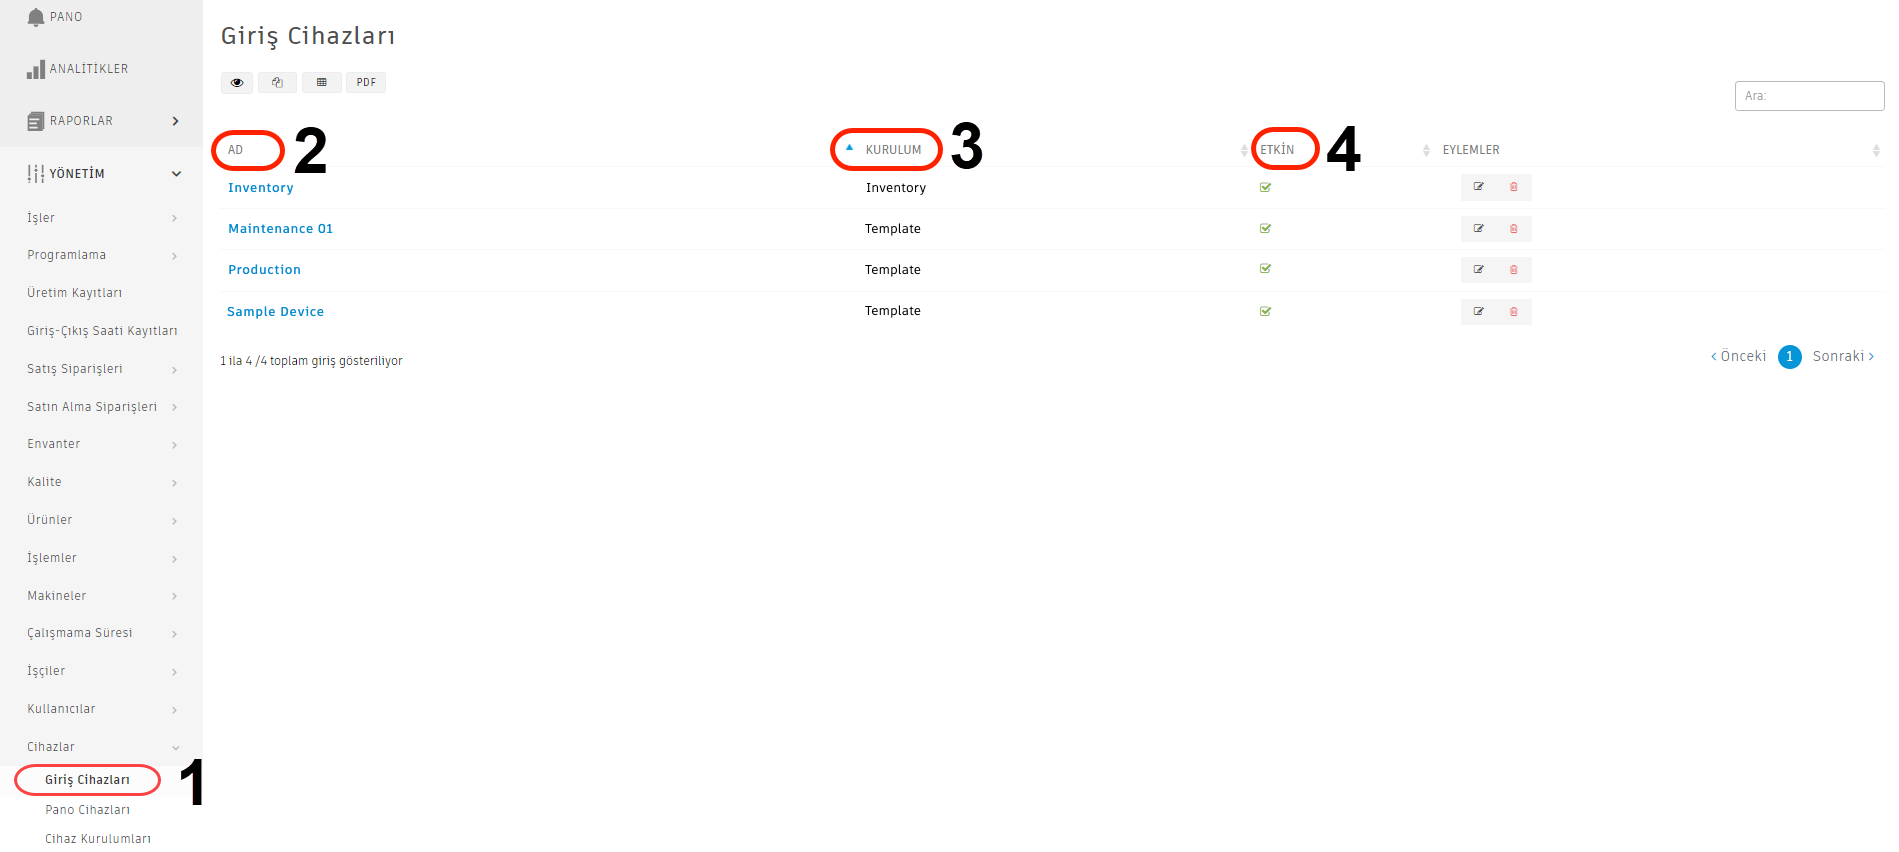 PANO
ANALİTİKLER
RAPORLAR
YÖNETİM
İşler
Programlama
Üretim Kayıtları
Giriş-Çıkış Saati Kayıtları
Satış Siparişleri
Satın Alma Siparişleri
Envanter
Kalite
Ürünler
İşlemler
Makineler
Çalışmama Süresi
İşçiler
Kullanıcılar
Cihazlar
Giriş Cihazları 1
Pano Cihazları
Cihaz Kurulumları
Giriş Cihazları
PDF
Ara:
AD 2 KURULUM 3 ETKİN 4 EYLEMLER
Inventory Inventory
Maintenance 01 Template
Production Template
Sample Device Template
1 ila 4 /4 toplam giriş gösteriliyor
‹ Önceki 1 Sonraki ›